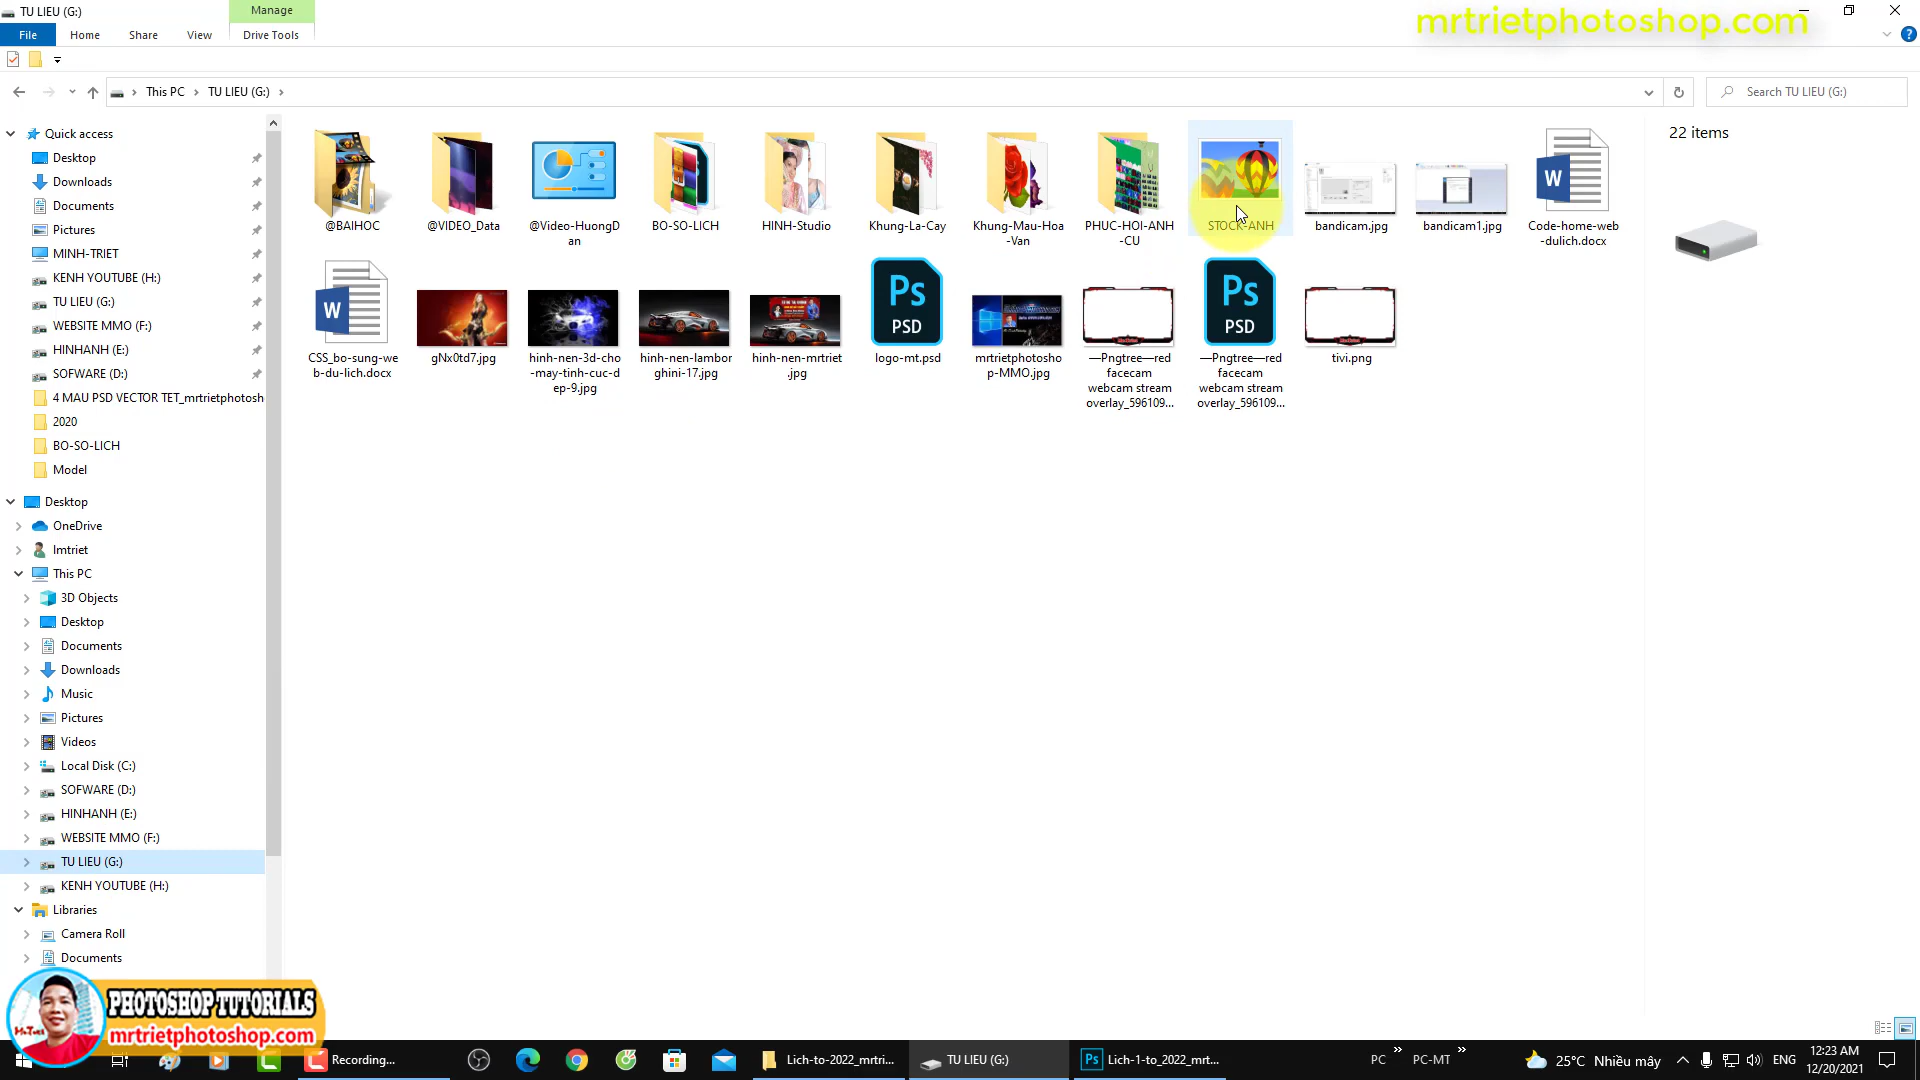 TU LIEU (G:)
Manage
mrtrietphotoshop.com
File
Home
Share
View
Drive Tools
This PC
TU LIEU (G:)
Search TU LIEU (G:)
Quick access
Desktop
Downloads
Documents
Pictures
MINH-TRIET
KENH YOUTUBE (H:)
TU LIEU (G:)
WEBSITE MMO (F:)
HINHANH (E:)
SOFWARE (D:)
4 MAU PSD VECTOR TET_mrtrietphotosh
2020
BO-SO-LICH
Model
Desktop
OneDrive
Imtriet
This PC
3D Objects
Desktop
Documents
Downloads
Music
Pictures
Videos
Local Disk (C:)
SOFWARE (D:)
HINHANH (E:)
WEBSITE MMO (F:)
TU LIEU (G:)
KENH YOUTUBE (H:)
Libraries
Camera Roll
Documents
@BAIHOC
@VIDEO_Data
@Video-HuongD
an
BO-SO-LICH
HINH-Studio
Khung-La-Cay
Khung-Mau-Hoa
-Van
PHUC-HOI-ANH
-CU
STOCK-ANH
bandicam.jpg
bandicam1.jpg
W
Code-home-web
-dulich.docx
W
CSS_bo-sung-we
b-du-lich.docx
gNx0td7.jpg
hinh-nen-3d-cho
-may-tinh-cuc-d
ep-9.jpg
hinh-nen-lambor
ghini-17.jpg
hinh-nen-mrtriet
.jpg
Ps
PSD
logo-mt.psd
mrtrietphotosho
p-MMO.jpg
—Pngtree—red
facecam
webcam stream
overlay_596109...
Ps
PSD
—Pngtree—red
facecam
webcam stream
overlay_596109...
tivi.png
22 items
PHOTOSHOP TUTORIALS
mrtrietphotoshop.com
Recording...
Lich-to-2022_mrtri...
TU LIEU (G:)
Ps
Lich-1-to_2022_mrt...
PC
PC-MT
25°C Nhiều mây
ENG
12:23 AM
12/20/2021